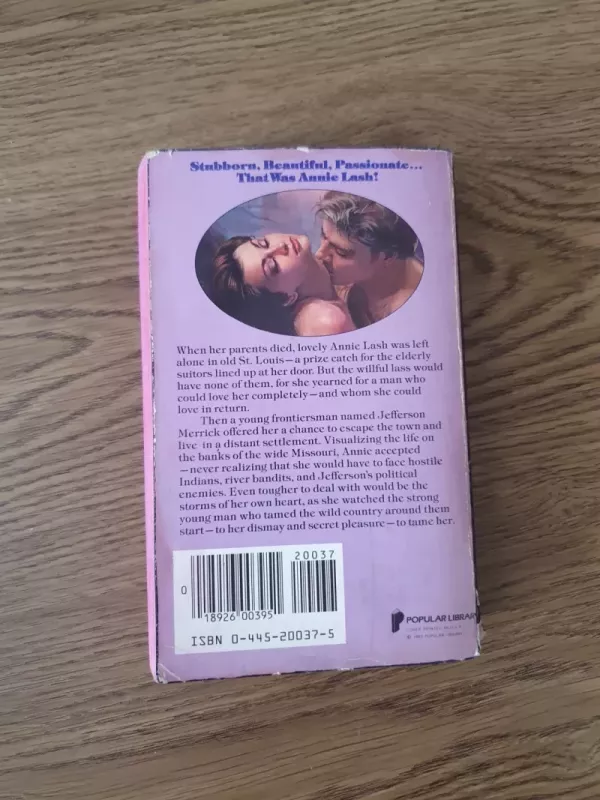 Stubborn, Beautiful, Passionate...
That Was Annie Lash!
When her parents died, lovely Annie Lash was left
alone in old St. Louis—a prize catch for the elderly
suitors lined up at her door. But the willful lass would
have none of them, for she yearned for a man who
could love her completely—and whom she could
love in return.
Then a young frontiersman named Jefferson
Merrick offered her a chance to escape the town and
live in a distant settlement. Visualizing the life on
the banks of the wide Missouri, Annie accepted
—never realizing that she would have to face hostile
Indians, river bandits, and Jefferson's political
enemies. Even tougher to deal with would be the
storms of her own heart, as she watched the strong
young man who tamed the wild country around them
start—to her dismay and secret pleasure—to tame her.
20037
0
18926 00395
ISBN 0-445-20037-5
POPULAR LIBRARY